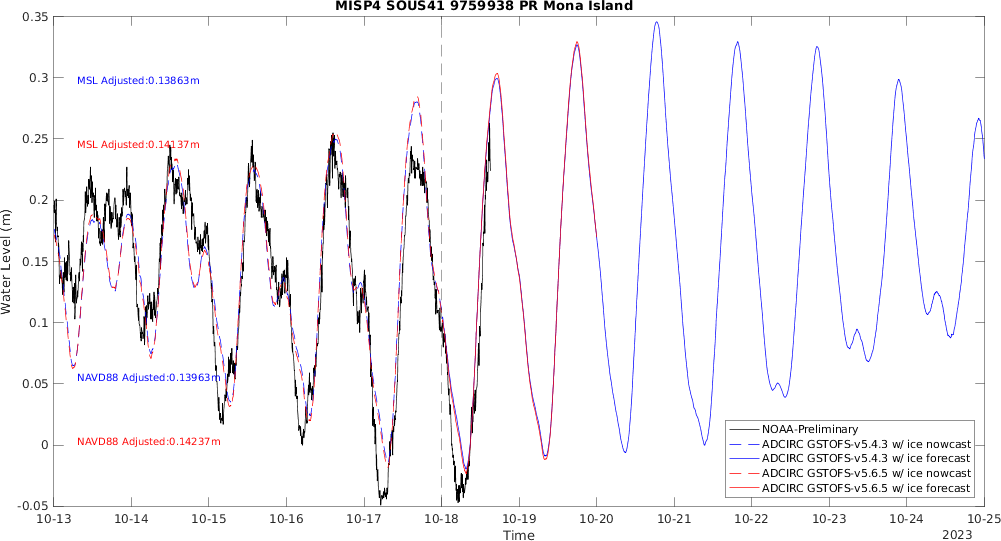 MISP4 SOUS41 9759938 PR Mona Island
Water Level (m)
0.35
0.3
0.25
0.2
0.15
0.1
0.05
0
-0.05
MSL Adjusted:0.13863m
MSL Adjusted:0.14137m
NAVD88 Adjusted:0.13963m
NAVD88 Adjusted:0.14237m
NOAA-Preliminary
ADCIRC GSTOFS-v5.4.3 w/ ice nowcast
ADCIRC GSTOFS-v5.4.3 w/ ice forecast
ADCIRC GSTOFS-v5.6.5 w/ ice nowcast
ADCIRC GSTOFS-v5.6.5 w/ ice forecast
10-13 10-14 10-15 10-16 10-17 10-18 10-19 10-20 10-21 10-22 10-23 10-24 10-25
Time
2023